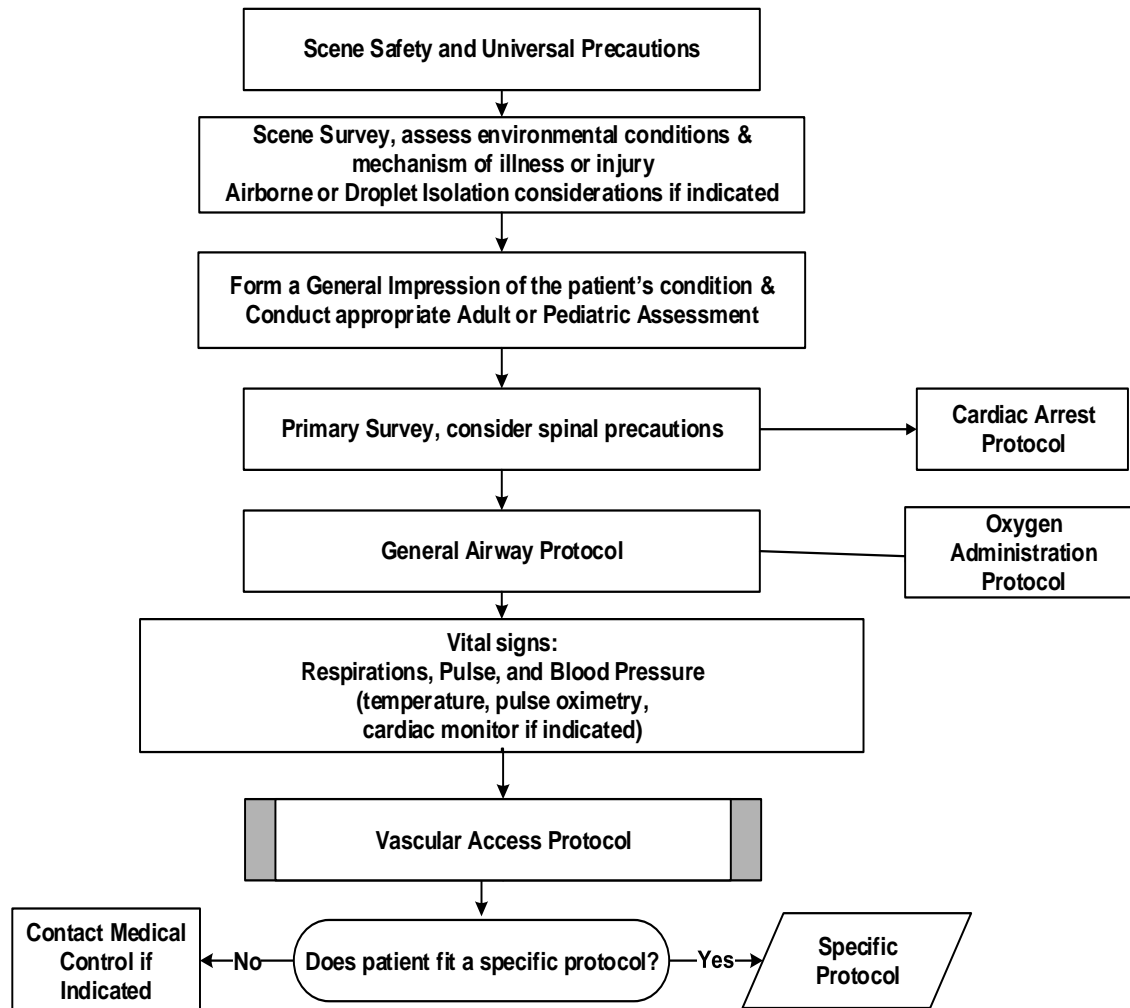 Scene Safety and Universal Precautions
Scene Survey, assess environmental conditions &
mechanism of illness or injury
Airborne or Droplet Isolation considerations if indicated
Form a General Impression of the patient’s condition &
Conduct appropriate Adult or Pediatric Assessment
Primary Survey, consider spinal precautions
Cardiac Arrest
Protocol
General Airway Protocol
Oxygen
Administration
Protocol
Vital signs:
Respirations, Pulse, and Blood Pressure
(temperature, pulse oximetry,
cardiac monitor if indicated)
Vascular Access Protocol
Contact Medical
Control if
Indicated
No
Does patient fit a specific protocol?
Yes
Specific
Protocol